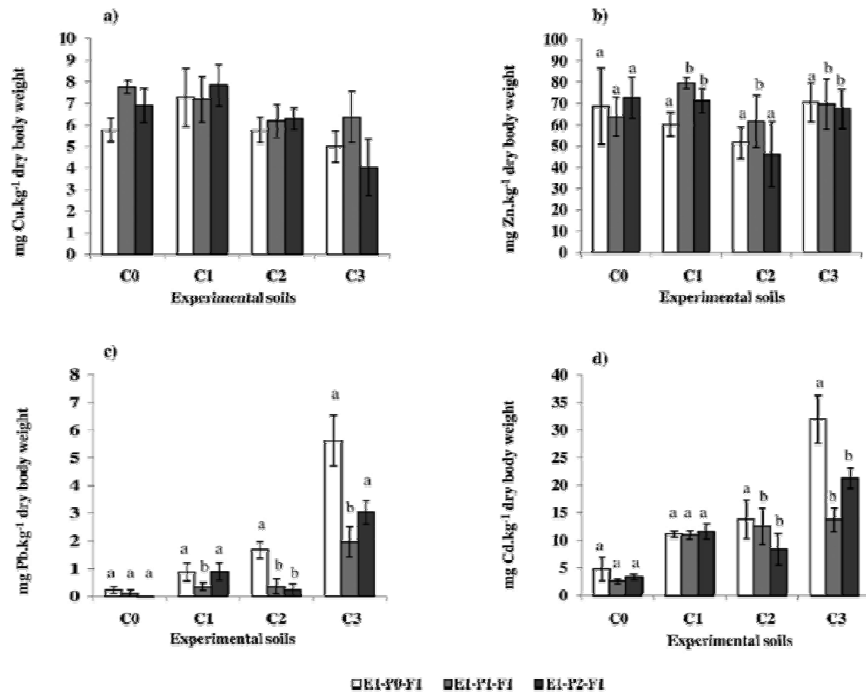 a)
mg Cu.kg⁻¹ dry body weight
10
9
8
7
6
5
4
3
2
1
0
C0 C1 C2 C3
Experimental soils
b)
mg Zn.kg⁻¹ dry body weight
100
90
80
70
60
50
40
30
20
10
0
a a a a b b a b a a b b
C0 C1 C2 C3
Experimental soils
c)
mg Pb.kg⁻¹ dry body weight
8
7
6
5
4
3
2
1
0
a a a a b a a b b a b a
C0 C1 C2 C3
Experimental soils
d)
mg Cd.kg⁻¹ dry body weight
40
35
30
25
20
15
10
5
0
a a a a a a a b b a b b
C0 C1 C2 C3
Experimental soils
E1-P0-F1 E1-P1-F1 E1-P2-F1